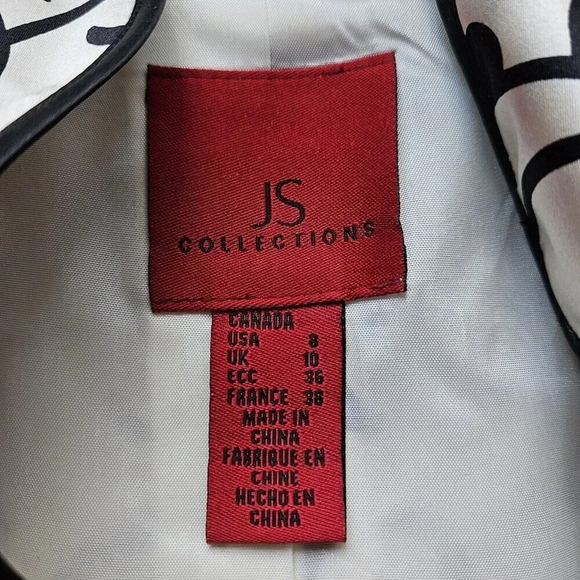 JS
COLLECTIONS
CANADA
USA 8
UK 10
ECC 36
FRANCE 38
MADE IN
CHINA
FABRIQUE EN
CHINE
HECHO EN
CHINA